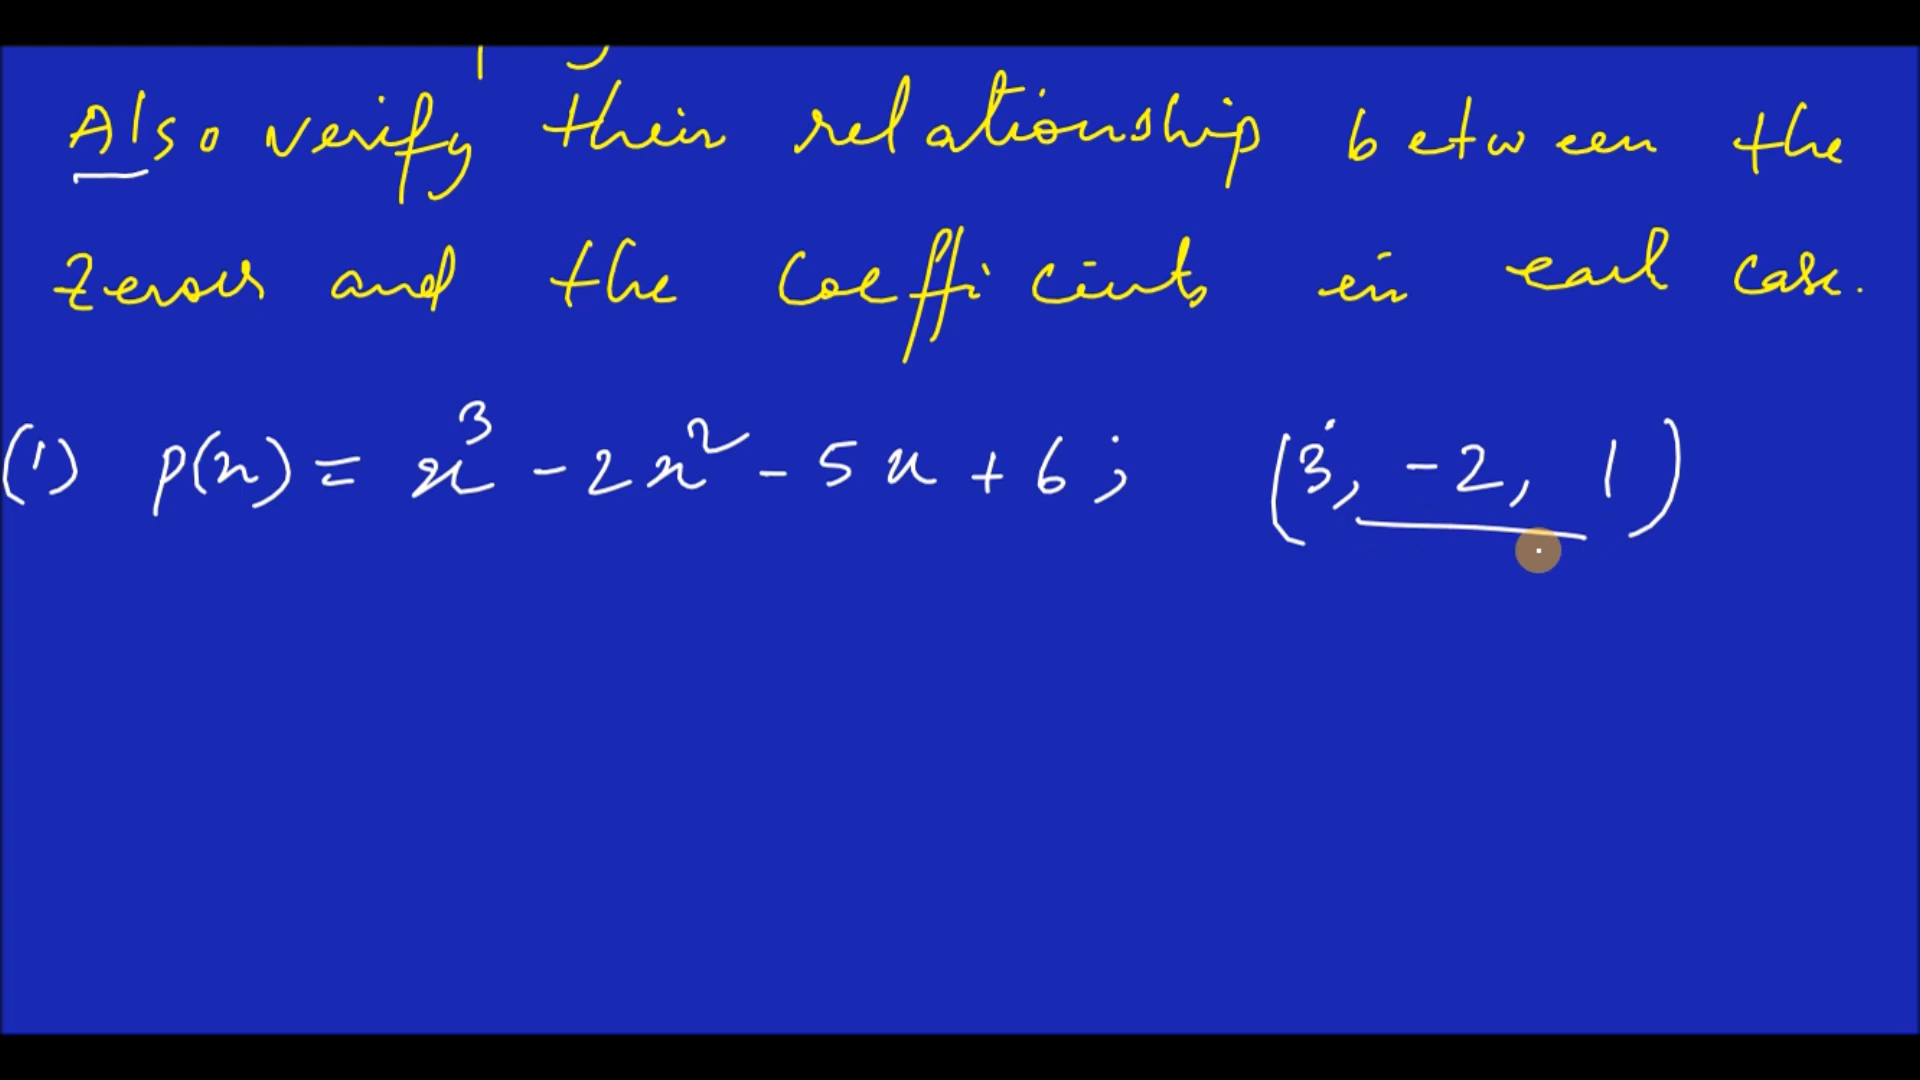 Also verify their relationship between the
zeroes and the coefficients in each case.
(1) p(x) = x³ - 2x² - 5x + 6 ; (3, -2, 1)